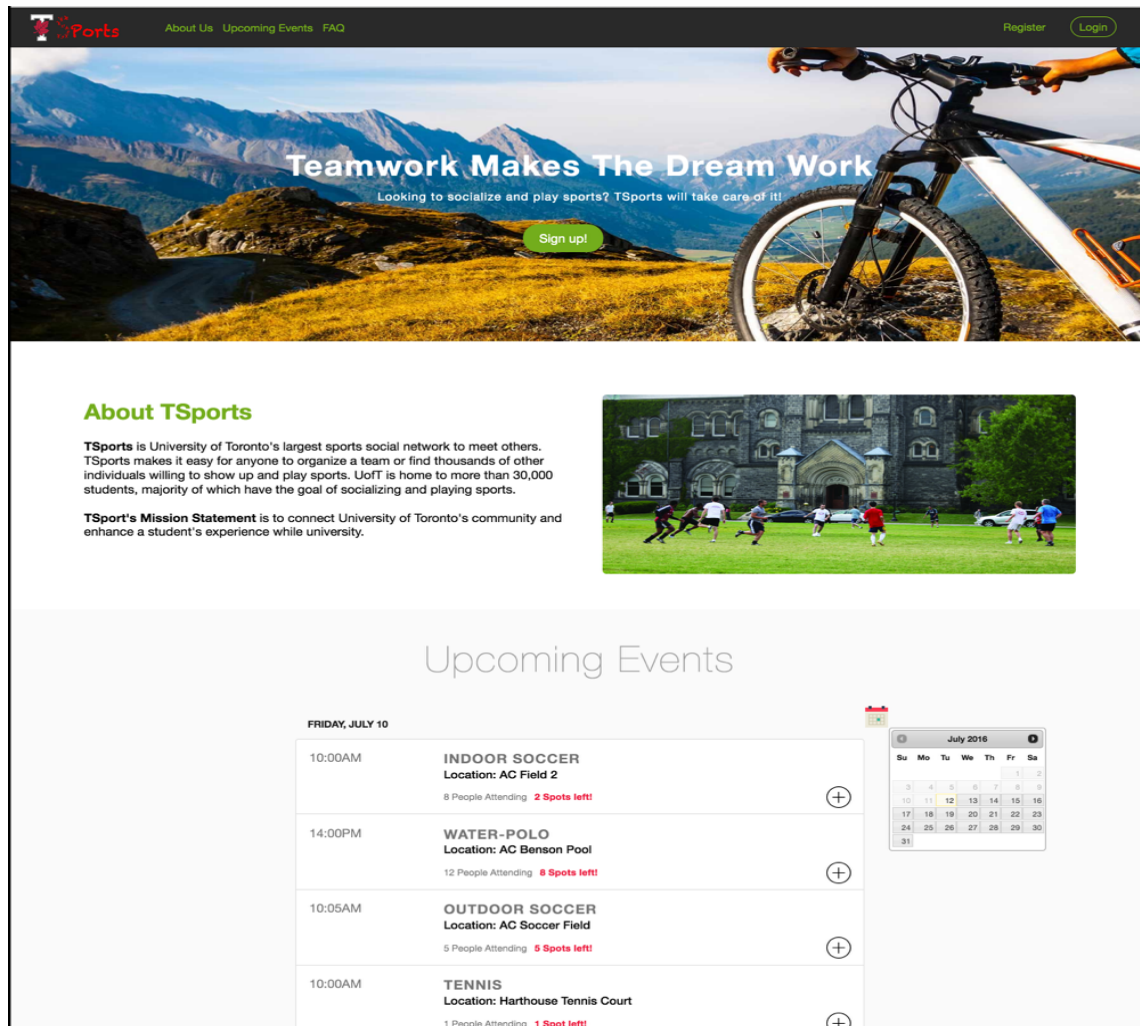 TSports About Us Upcoming Events FAQ Register Login
Teamwork Makes The Dream Work
Looking to socialize and play sports? TSports will take care of it!
Sign up!
About TSports
TSports is University of Toronto's largest sports social network to meet others.
TSports makes it easy for anyone to organize a team or find thousands of other
individuals willing to show up and play sports. UofT is home to more than 30,000
students, majority of which have the goal of socializing and playing sports.
TSport's Mission Statement is to connect University of Toronto's community and
enhance a student's experience while university.
Upcoming Events
FRIDAY, JULY 10
10:00AM INDOOR SOCCER
Location: AC Field 2
8 People Attending 2 Spots left!
14:00PM WATER-POLO
Location: AC Benson Pool
12 People Attending 8 Spots left!
10:05AM OUTDOOR SOCCER
Location: AC Soccer Field
5 People Attending 5 Spots left!
10:00AM TENNIS
Location: Harthouse Tennis Court
1 People Attending 1 Spot left!
July 2016
Su Mo Tu We Th Fr Sa
1 2
3 4 5 6 7 8 9
10 11 12 13 14 15 16
17 18 19 20 21 22 23
24 25 26 27 28 29 30
31